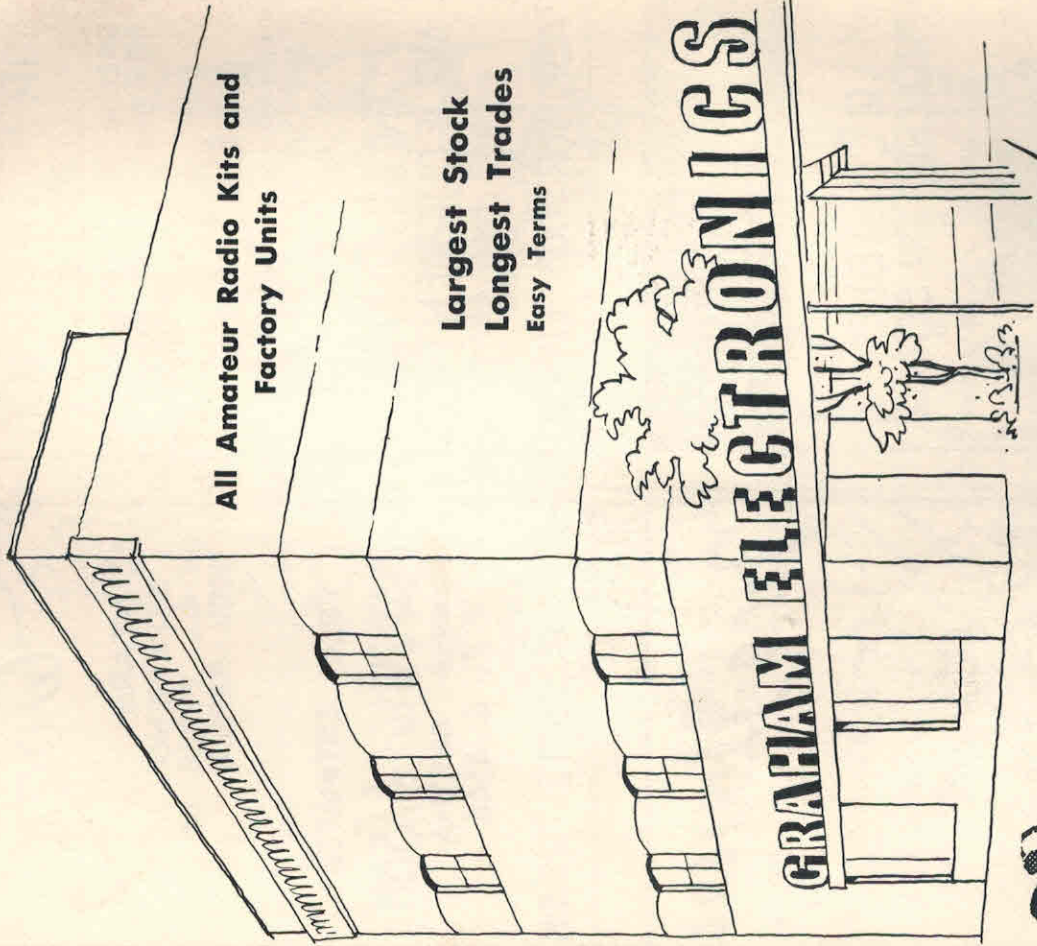 All Amateur Radio Kits and
Factory Units
Largest Stock
Longest Trades
Easy Terms
GRAHAM ELECTRONICS